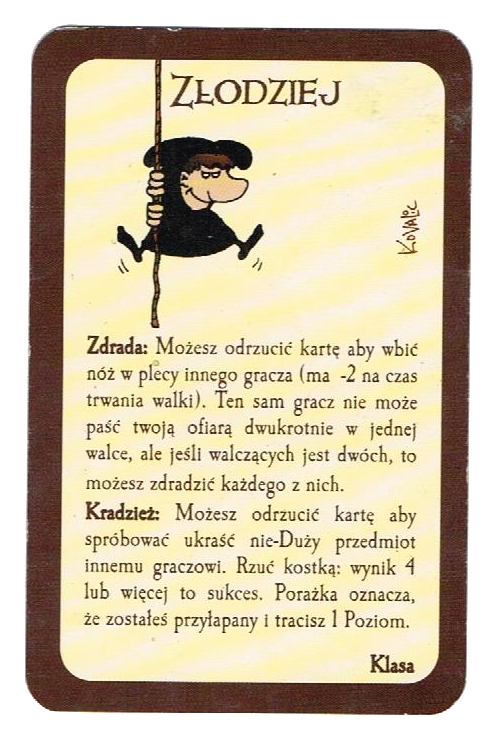 ZŁODZIEJ
KOVALIC
Zdrada: Możesz odrzucić kartę aby wbić
nóż w plecy innego gracza (ma -2 na czas
trwania walki). Ten sam gracz nie może
paść twoją ofiarą dwukrotnie w jednej
walce, ale jeśli walczących jest dwóch, to
możesz zdradzić każdego z nich.
Kradzież: Możesz odrzucić kartę aby
spróbować ukraść nie-Duży przedmiot
innemu graczowi. Rzuć kostką: wynik 4
lub więcej to sukces. Porażka oznacza,
że zostałeś przyłapany i tracisz 1 Poziom.
Klasa